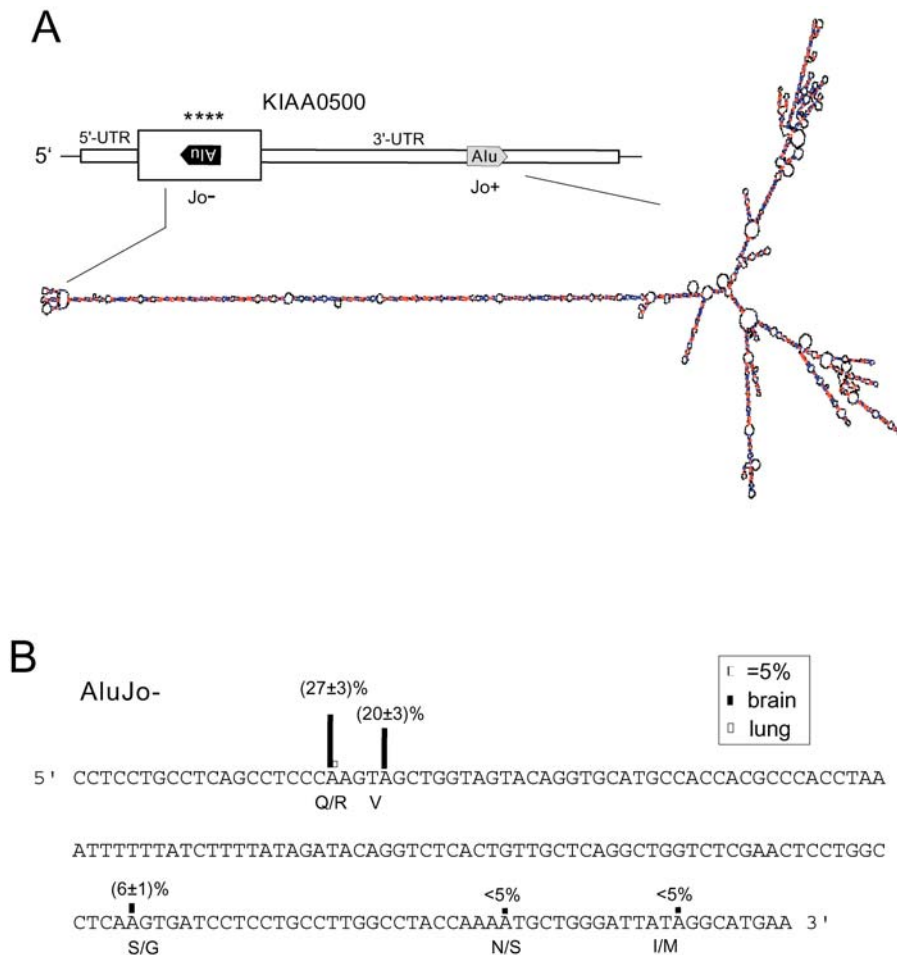 A
KIAA0500
****
5'-UTR
3'-UTR
5'
Alu
Alu
Jo-
Jo+
B
AluJo-
=5%
brain
lung
(27±3)%
(20±3)%
5' CCTCCTGCCTCAGCCTCCCAAGTAGCTGGTAGTACAGGTGCATGCCACCACGCCCACCTAA
Q/R V
ATTTTTTATCTTTTATAGATACAGGTCTCACTGTTGCTCAGGCTGGTCTCGAACTCCTGGC
(6±1)% <5% <5%
CTCAAGTGATCCTCCTGCCTTGGCCTACCAAAATGCTGGGATTATAGGCATGAA 3'
S/G N/S I/M